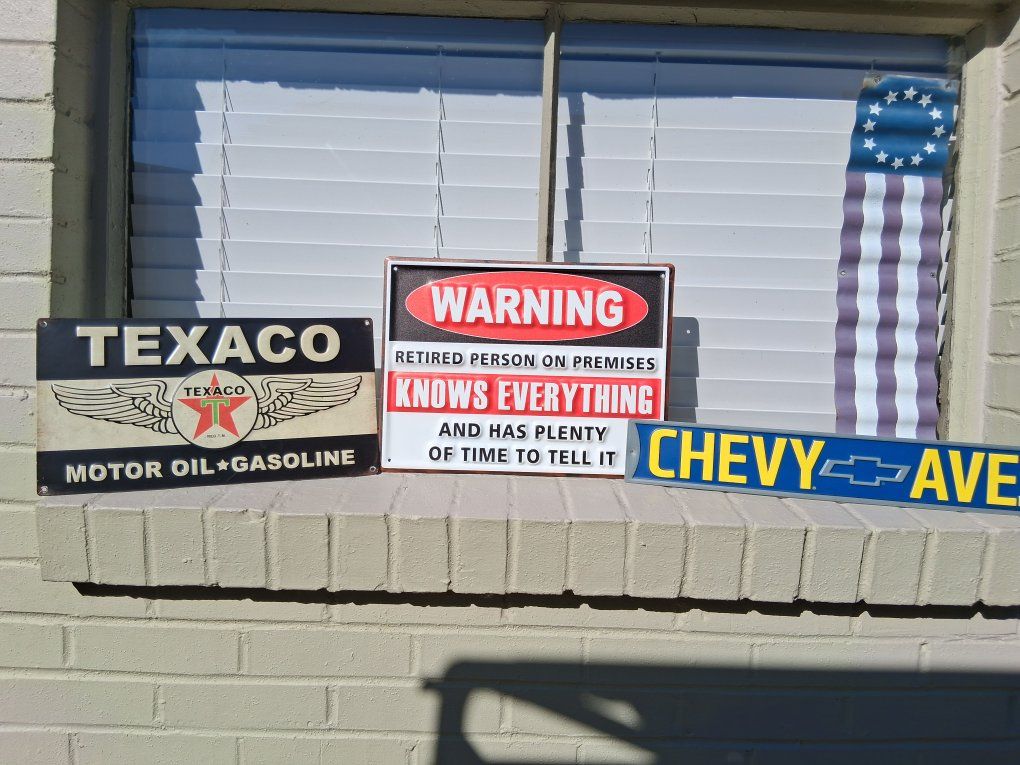 TEXACO
TEXACO
T
MOTOR OIL★GASOLINE
WARNING
RETIRED PERSON ON PREMISES
KNOWS EVERYTHING
AND HAS PLENTY
OF TIME TO TELL IT
CHEVY AVE